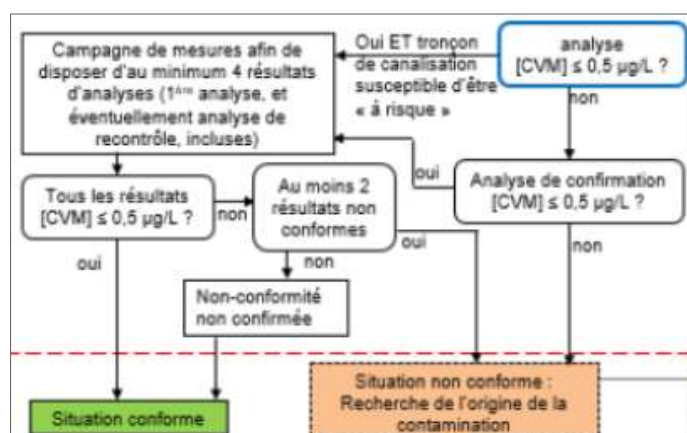 Campagne de mesures afin de
disposer d'au minimum 4 résultats
d'analyses (1ère analyse, et
éventuellement analyse de
recontrôle, incluses)
Oui ET tronçon
de canalisation
susceptible d'être
« à risque »
analyse
[CVM] ≤ 0,5 µg/L ?
non
oui
Analyse de confirmation
[CVM] ≤ 0,5 µg/L ?
Tous les résultats
[CVM] ≤ 0,5 µg/L ?
non
Au moins 2
résultats non
conformes
oui
non
oui
non
Non-conformité
non confirmée
Situation conforme
Situation non conforme :
Recherche de l'origine de la
contamination